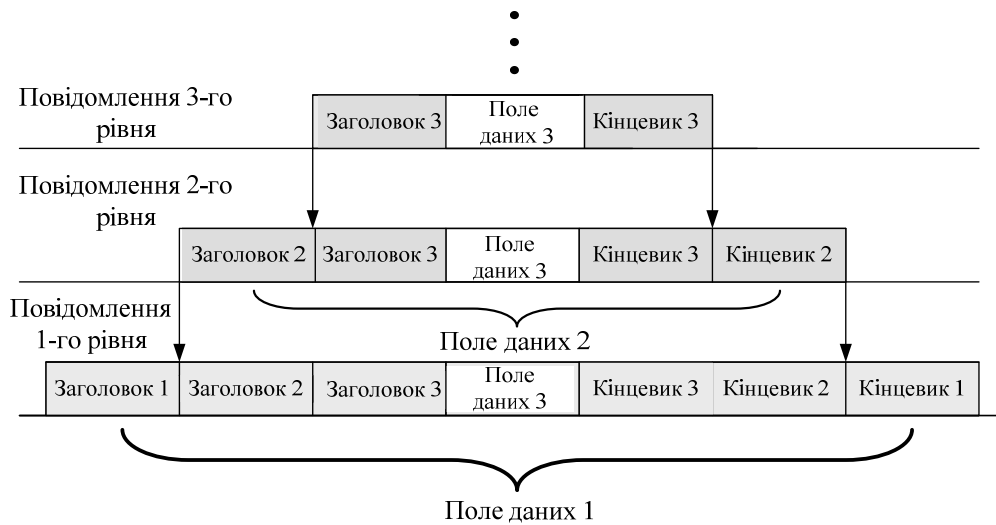 Повідомлення 3-го
рівня
Заголовок 3
Поле
даних 3
Кінцевик 3
Повідомлення 2-го
рівня
Заголовок 2
Заголовок 3
Поле
даних 3
Кінцевик 3
Кінцевик 2
Повідомлення
1-го рівня
Поле даних 2
Заголовок 1
Заголовок 2
Заголовок 3
Поле
даних 3
Кінцевик 3
Кінцевик 2
Кінцевик 1
Поле даних 1